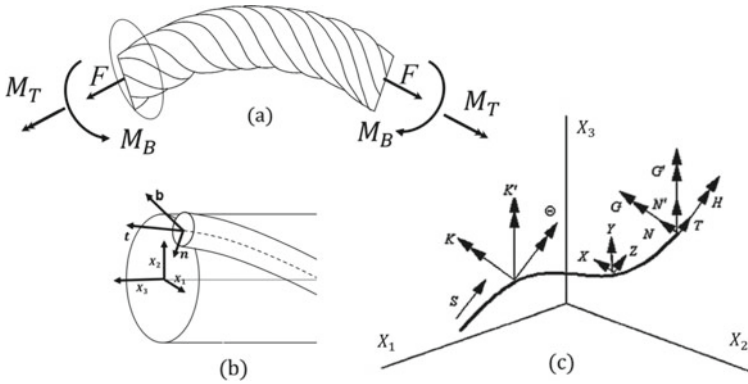 M_T F F M_T
M_B (a) M_B
b
t
n
x_2
x_1
x_3
(b)
X_3
G' H
K' Θ G N' T
K Y N
X Z
S
X_1 X_2
(c)